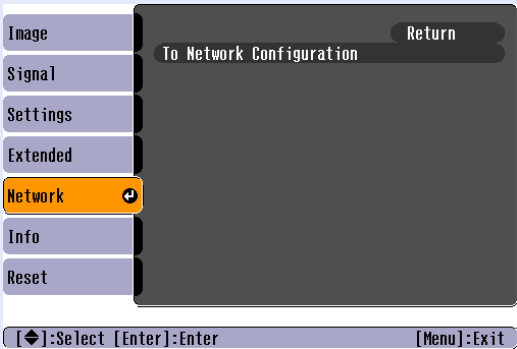 Image
Signal
Settings
Extended
Network
Info
Reset
Return
To Network Configuration
[◆]:Select [Enter]:Enter
[Menu]:Exit